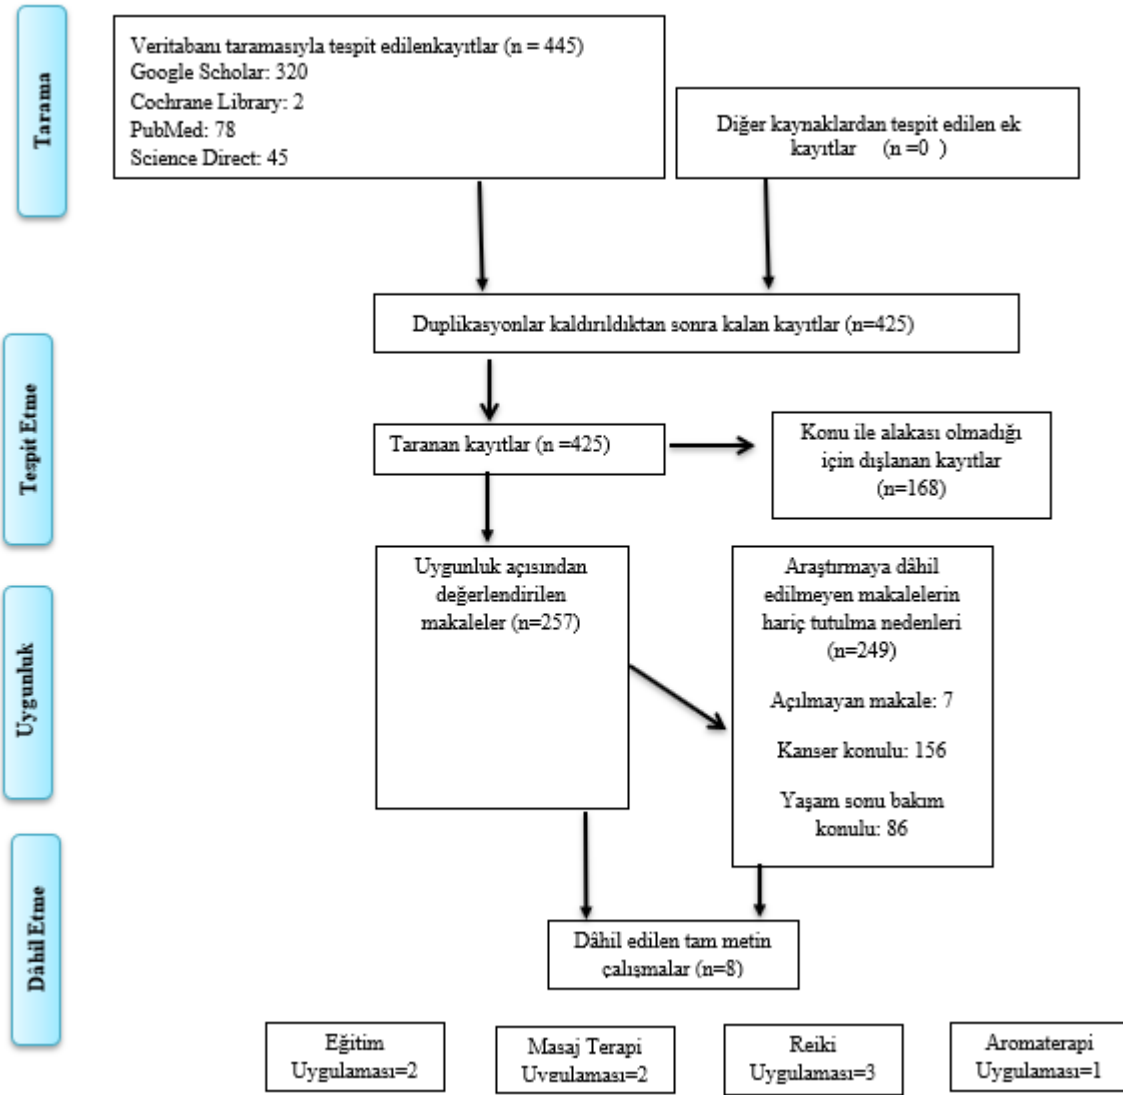 Tarama
Veritabanı taramasıyla tespit edilenkayıtlar (n = 445)
Google Scholar: 320
Cochrane Library: 2
PubMed: 78
Science Direct: 45
Diğer kaynaklardan tespit edilen ek
kayıtlar (n =0 )
Duplikasyonlar kaldırıldıktan sonra kalan kayıtlar (n=425)
Tespit Etme
Taranan kayıtlar (n =425)
Konu ile alakası olmadığı
için dışlanan kayıtlar
(n=168)
Uygunluk
Uygunluk açısından
değerlendirilen
makaleler (n=257)
Araştırmaya dâhil
edilmeyen makalelerin
hariç tutulma nedenleri
(n=249)
Açılmayan makale: 7
Kanser konulu: 156
Yaşam sonu bakım
konulu: 86
Dâhil Etme
Dâhil edilen tam metin
çalışmalar (n=8)
Eğitim
Uygulaması=2
Masaj Terapi
Uygulaması=2
Reiki
Uygulaması=3
Aromaterapi
Uygulaması=1